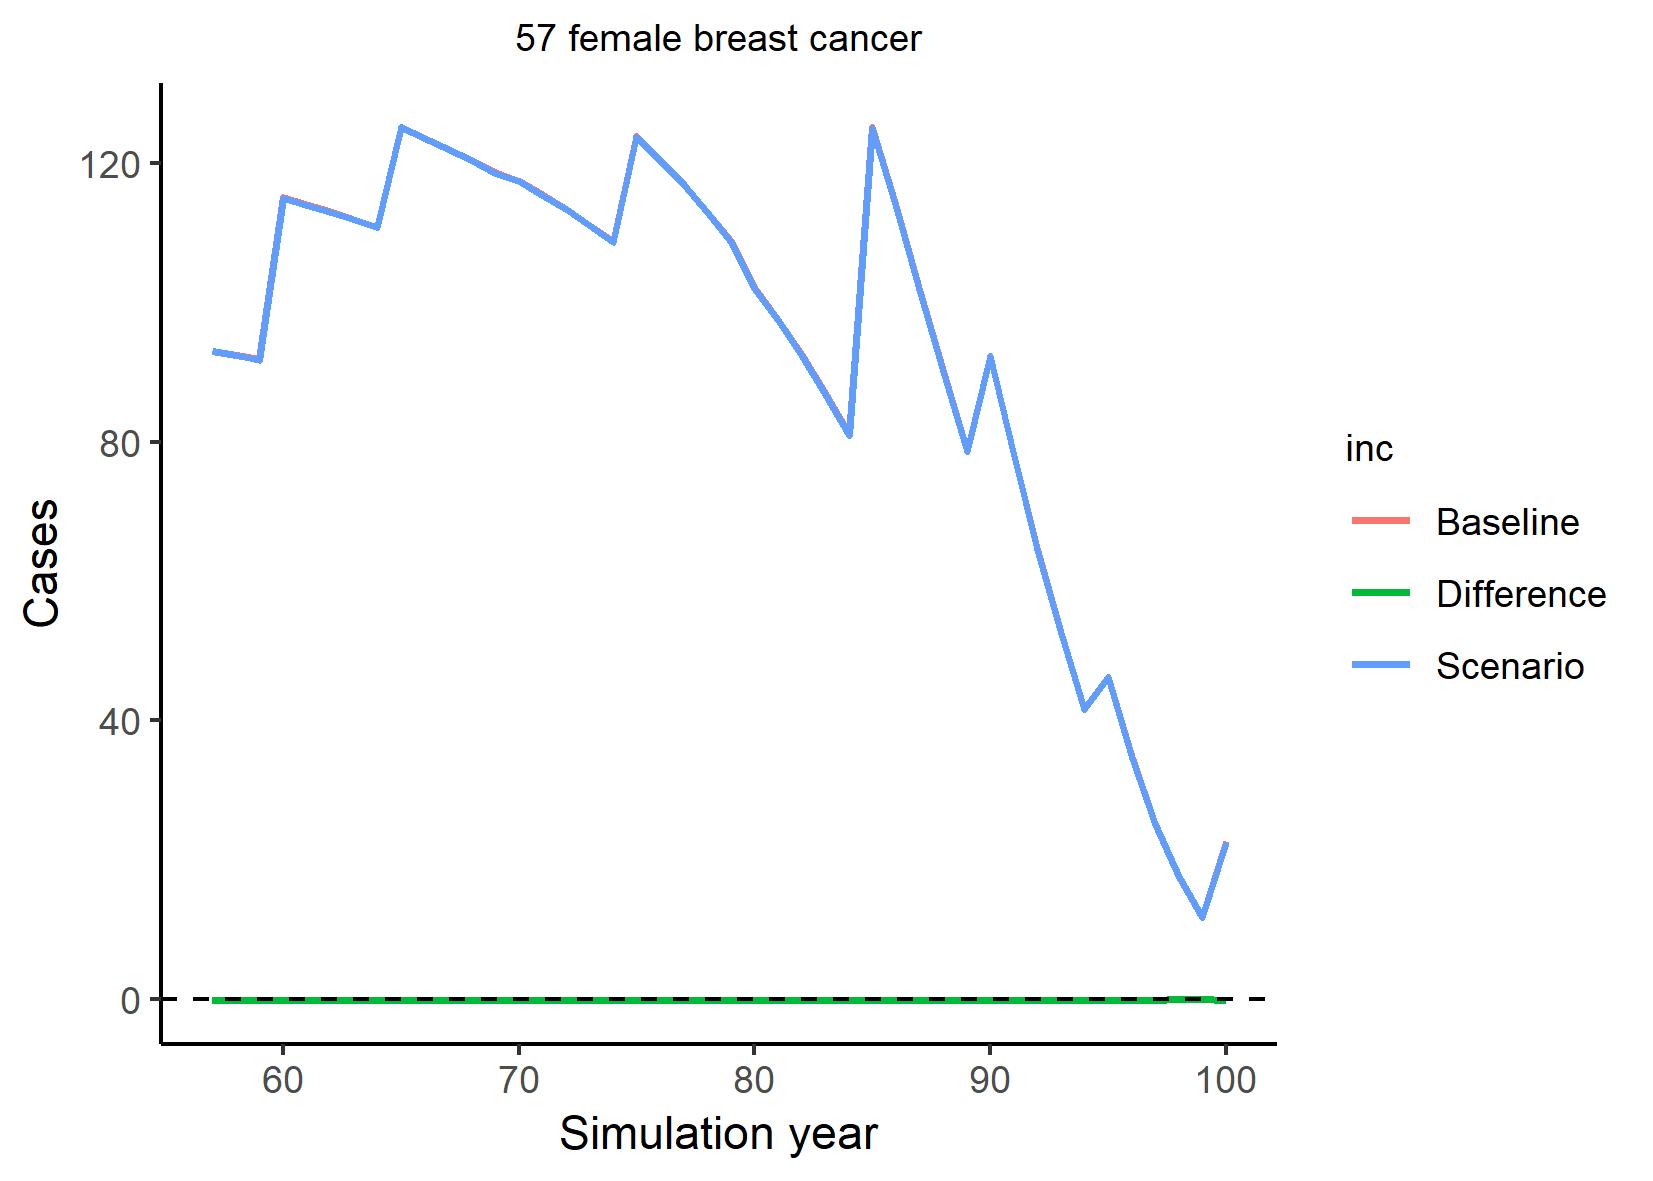 57 female breast cancer
120
80
40
0
Cases
60 70 80 90 100
Simulation year
inc
Baseline
Difference
Scenario